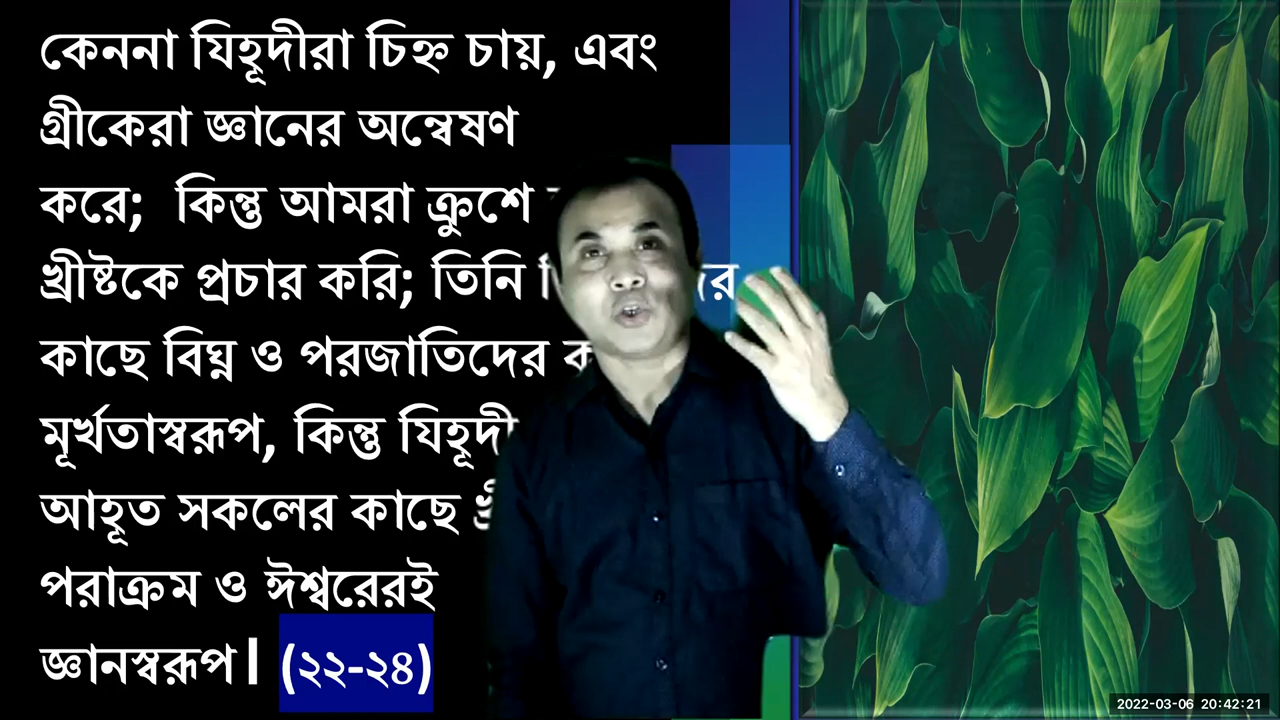 কেননা যিহূদীরা চিহ্ন চায়, এবং
গ্রীকেরা জ্ঞানের অন্বেষণ
করে; কিন্তু আমরা ক্রুশে
খ্রীষ্টকে প্রচার করি; তিনি
কাছে বিঘ্ন ও পরজাতিদের
মূর্খতাস্বরূপ, কিন্তু যিহূদী
আহূত সকলের কাছে
পরাক্রম ও ঈশ্বরেরই
জ্ঞানস্বরূপ। (২২-২৪)
2022-03-06 20:42:21